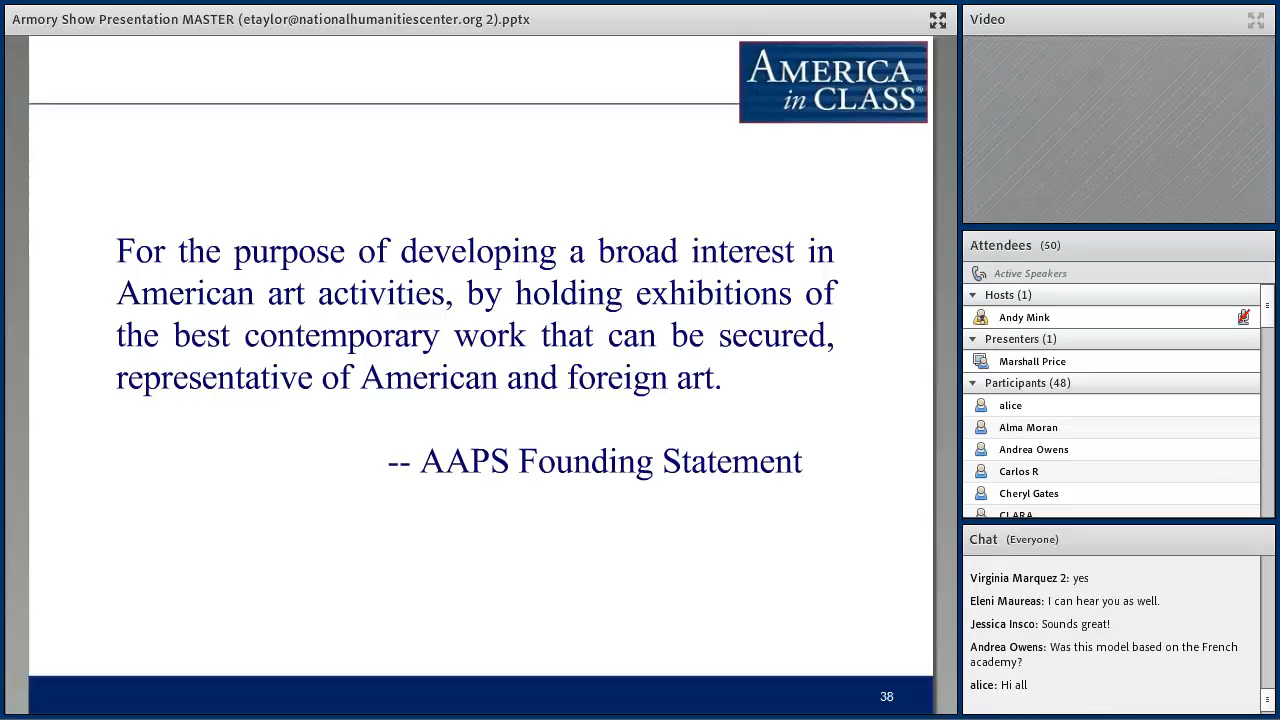 Armory Show Presentation MASTER (etaylor@nationalhumanitiescenter.org 2).pptx
AMERICA
in CLASS®
For the purpose of developing a broad interest in
American art activities, by holding exhibitions of
the best contemporary work that can be secured,
representative of American and foreign art.
-- AAPS Founding Statement
38
Video
Attendees (50)
Active Speakers
Hosts (1)
Andy Mink
Presenters (1)
Marshall Price
Participants (48)
alice
Alma Moran
Andrea Owens
Carlos R
Cheryl Gates
CLARA
Chat (Everyone)
Virginia Marquez 2: yes
Eleni Maureas: I can hear you as well.
Jessica Insco: Sounds great!
Andrea Owens: Was this model based on the French
academy?
alice: Hi all